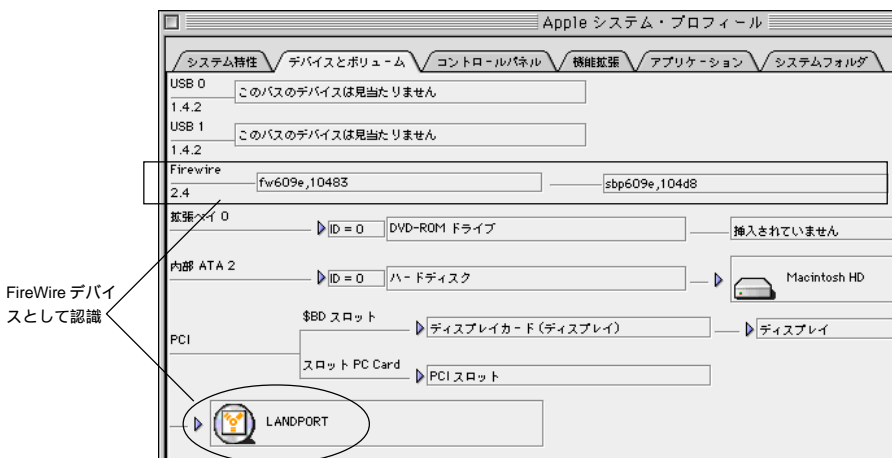 Apple システム・プロフィール
システム特性 デバイスとボリューム コントロールパネル 機能拡張 アプリケーション システムフォルダ
USB 0
このバスのデバイスは見当たりません
1.4.2
USB 1
このバスのデバイスは見当たりません
1.4.2
Firewire
fw609e,10483 sbp609e,104d8
2.4
拡張ベイ 0
ID = 0 DVD-ROM ドライブ 挿入されていません
内部 ATA 2
ID = 0 ハードディスク Macintosh HD
FireWire デバイ
スとして認識
$BD スロット
ディスプレイカード (ディスプレイ) ディスプレイ
PCI
スロット PC Card
PCI スロット
LANDPORT